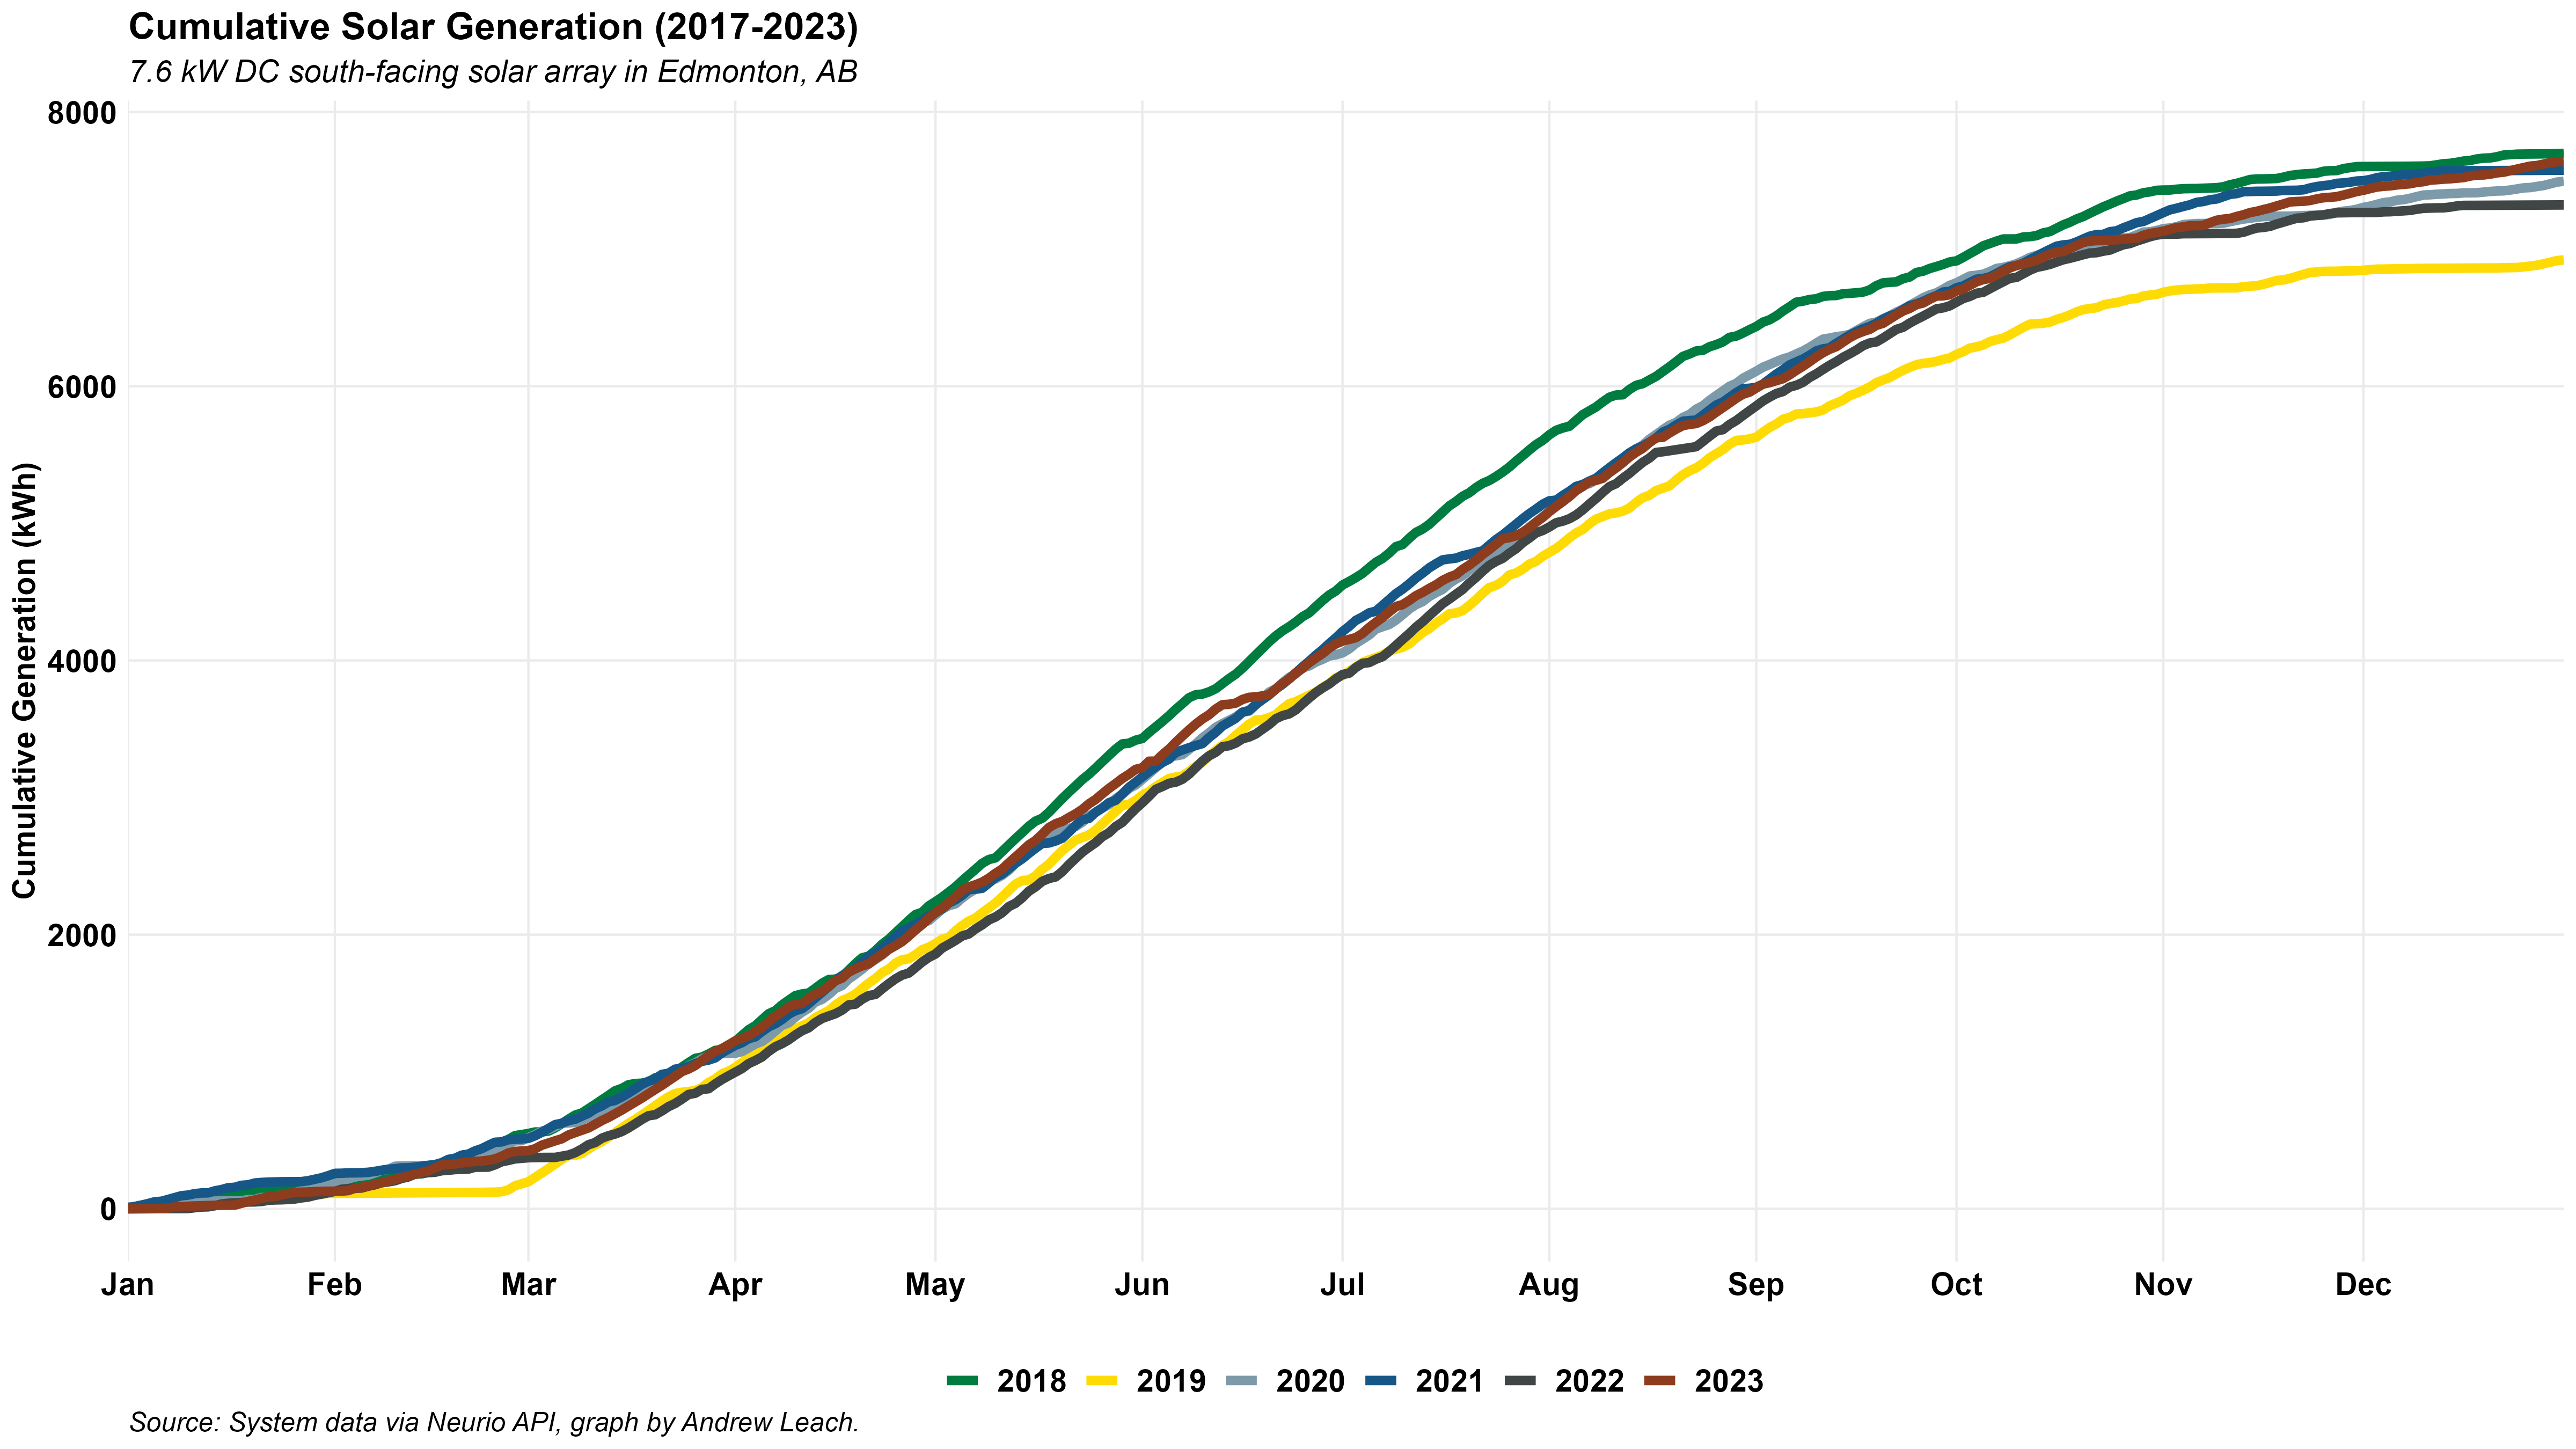 Cumulative Solar Generation (2017-2023)
7.6 kW DC south-facing solar array in Edmonton, AB
Cumulative Generation (kWh)
8000
6000
4000
2000
0
Jan Feb Mar Apr May Jun Jul Aug Sep Oct Nov Dec
2018 2019 2020 2021 2022 2023
Source: System data via Neurio API, graph by Andrew Leach.